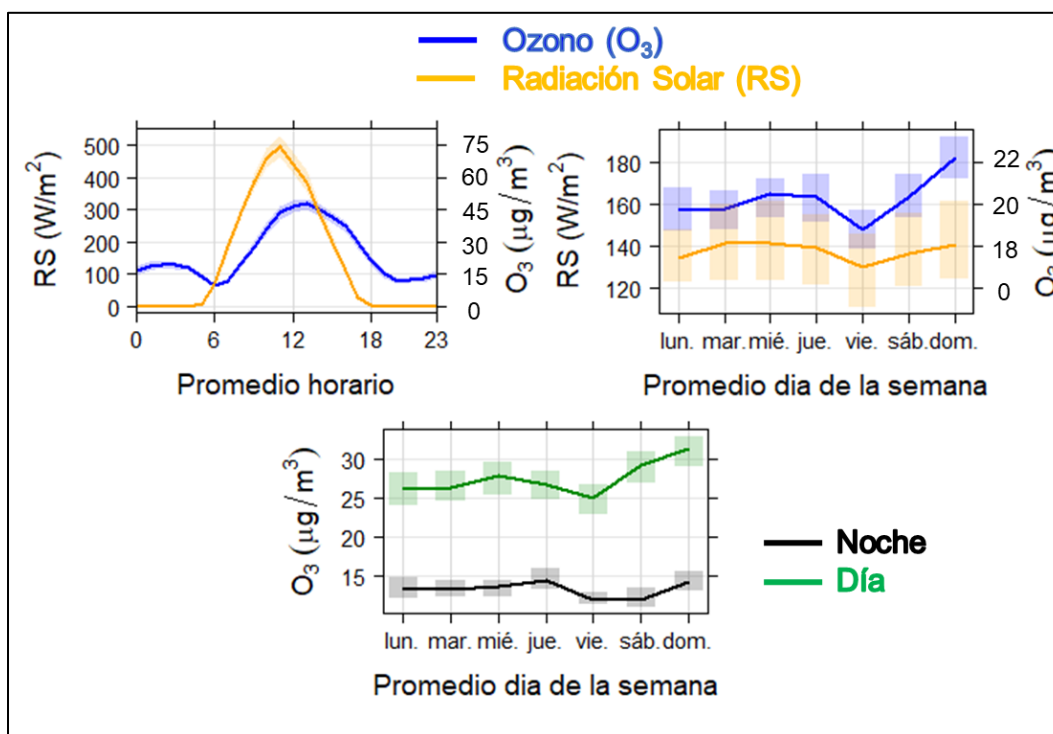 Ozono (O₃)
Radiación Solar (RS)
RS (W/m²)
500
400
300
200
100
0
75
60
45
30
15
0
O₃ (µg/m³)
0 6 12 18 23
Promedio horario
RS (W/m²)
180
160
140
120
22
20
18
0
O₃ (µg/m³)
lun. mar. mié. jue. vie. sáb. dom.
Promedio dia de la semana
O₃ (µg/m³)
30
25
20
15
lun. mar. mié. jue. vie. sáb. dom.
Promedio dia de la semana
Noche
Día